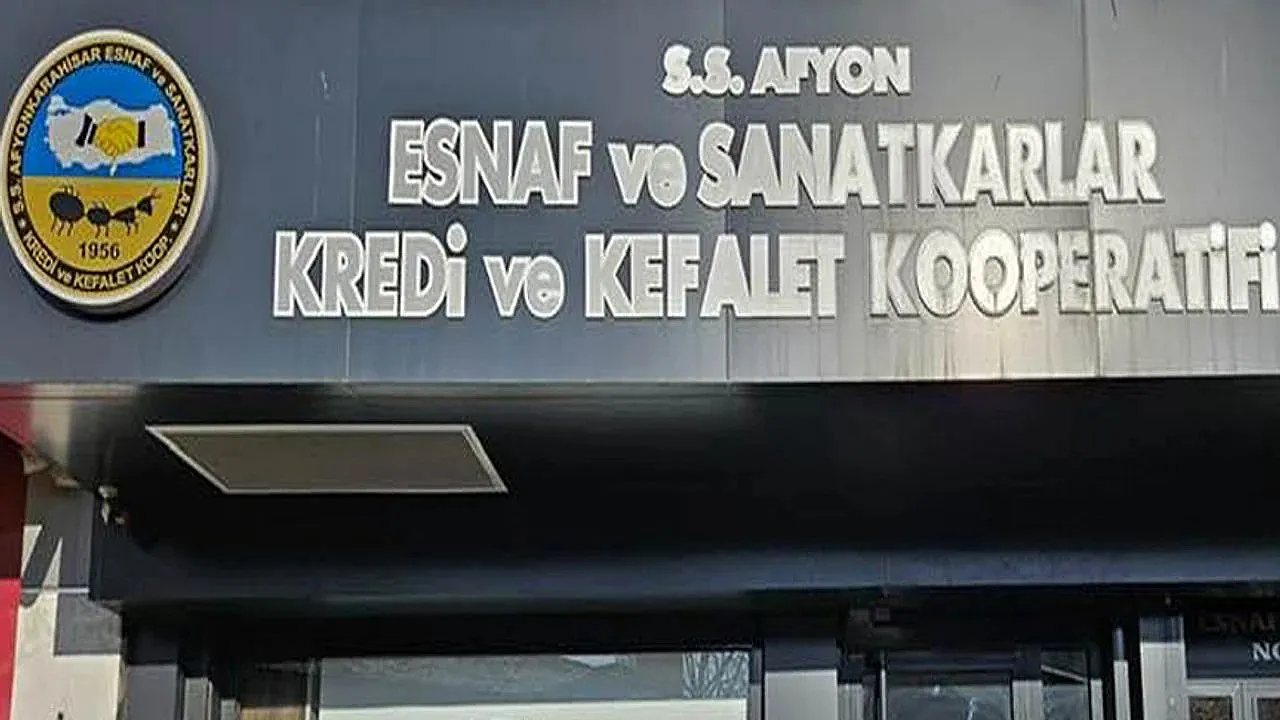 S.S. AFYONKARAHİSAR ESNAF ve SANATKARLAR
KREDİ ve KEFALET KOOP.
1956
S.S. AFYON
ESNAF ve SANATKARLAR
KREDİ ve KEFALET KOOPERATİFİ
ESNAF